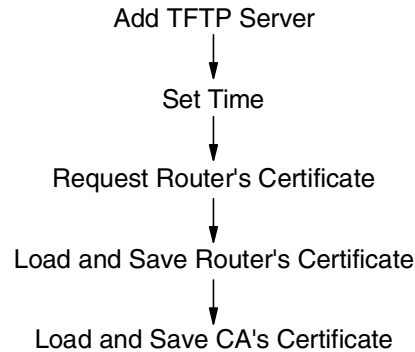 Add TFTP Server
Set Time
Request Router's Certificate
Load and Save Router's Certificate
Load and Save CA's Certificate